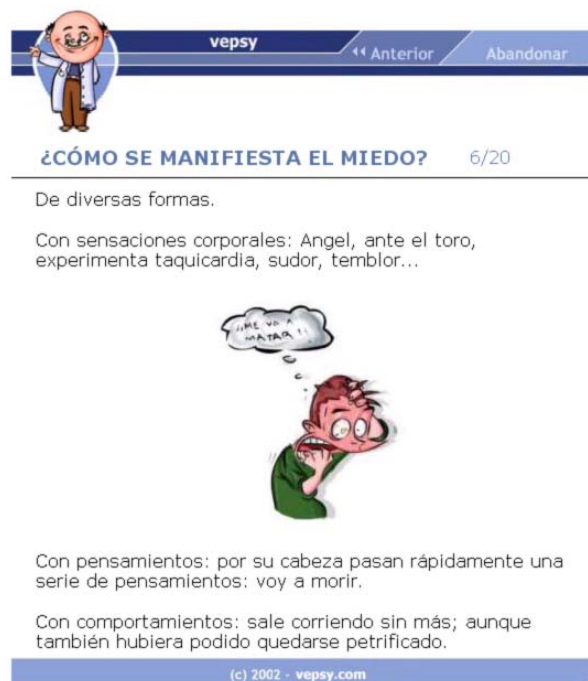 vepsy
Anterior
Abandonar
¿CÓMO SE MANIFIESTA EL MIEDO? 6/20
De diversas formas.
Con sensaciones corporales: Angel, ante el toro,
experimenta taquicardia, sudor, temblor...
¡¡ME VA A
MATAR!!
Con pensamientos: por su cabeza pasan rápidamente una
serie de pensamientos: voy a morir.
Con comportamientos: sale corriendo sin más; aunque
también hubiera podido quedarse petrificado.
(c) 2002 - vepsy.com